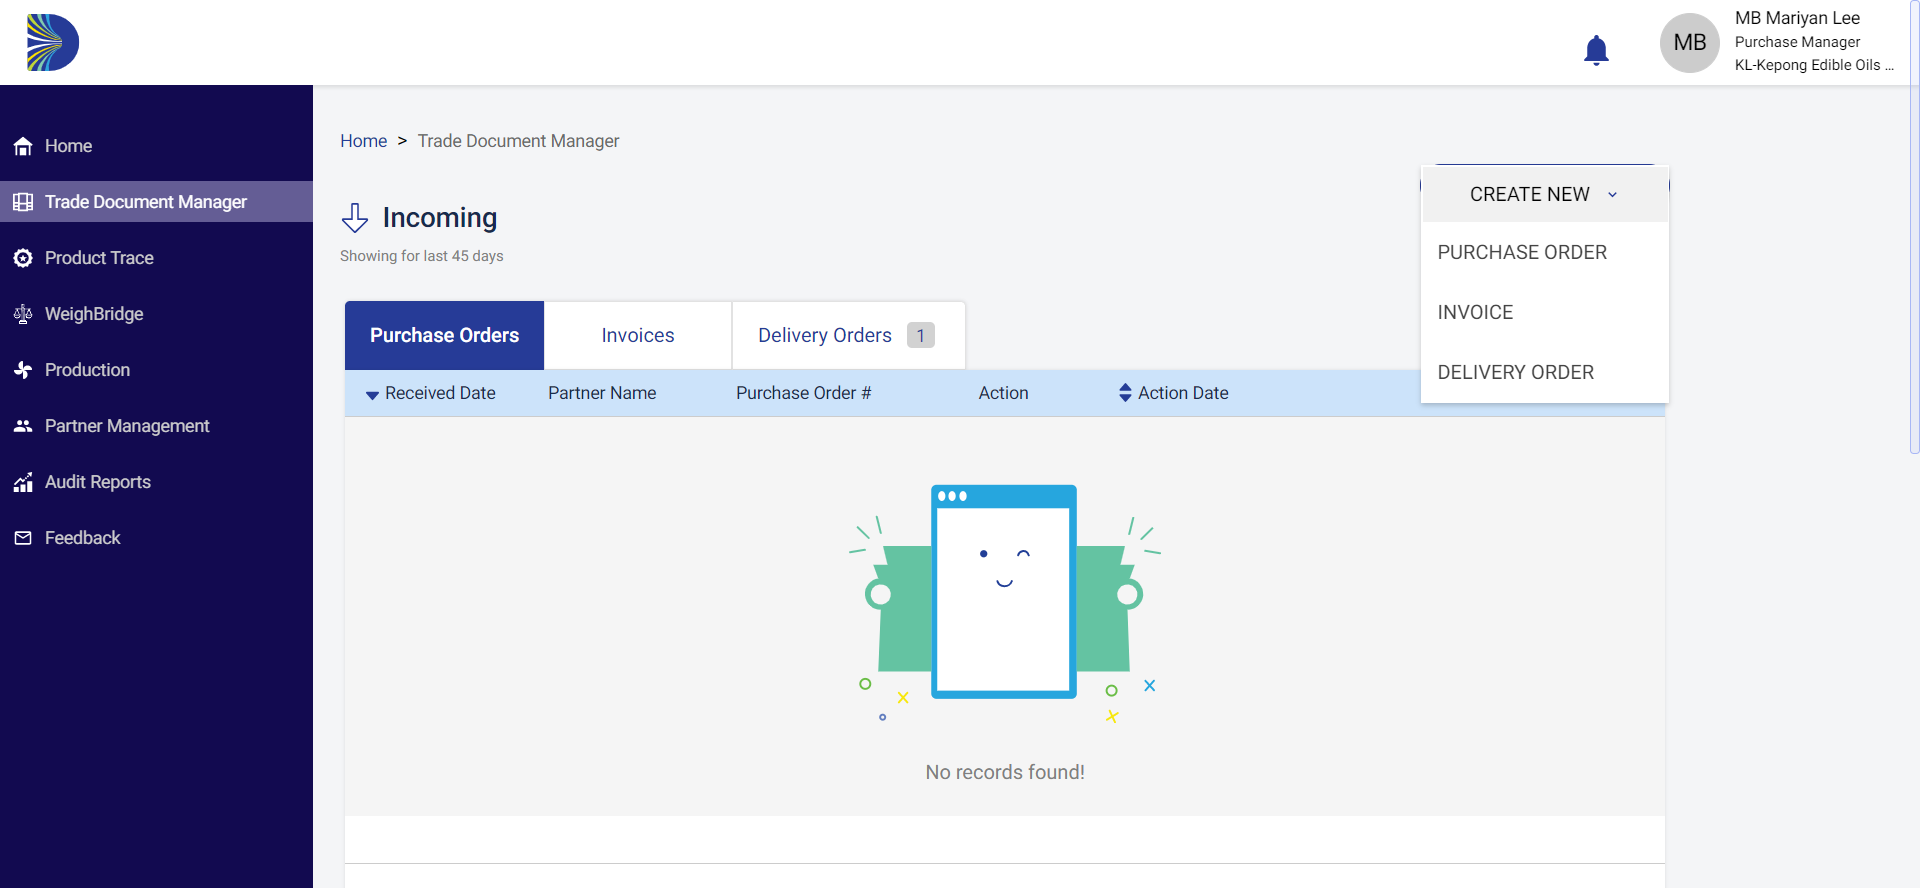 MB
MB Mariyan Lee
Purchase Manager
KL-Kepong Edible Oils ...
Home
Trade Document Manager
Product Trace
WeighBridge
Production
Partner Management
Audit Reports
Feedback
Home > Trade Document Manager
Incoming
Showing for last 45 days
CREATE NEW
PURCHASE ORDER
INVOICE
DELIVERY ORDER
Purchase Orders Invoices Delivery Orders 1
Received Date Partner Name Purchase Order # Action Action Date
No records found!